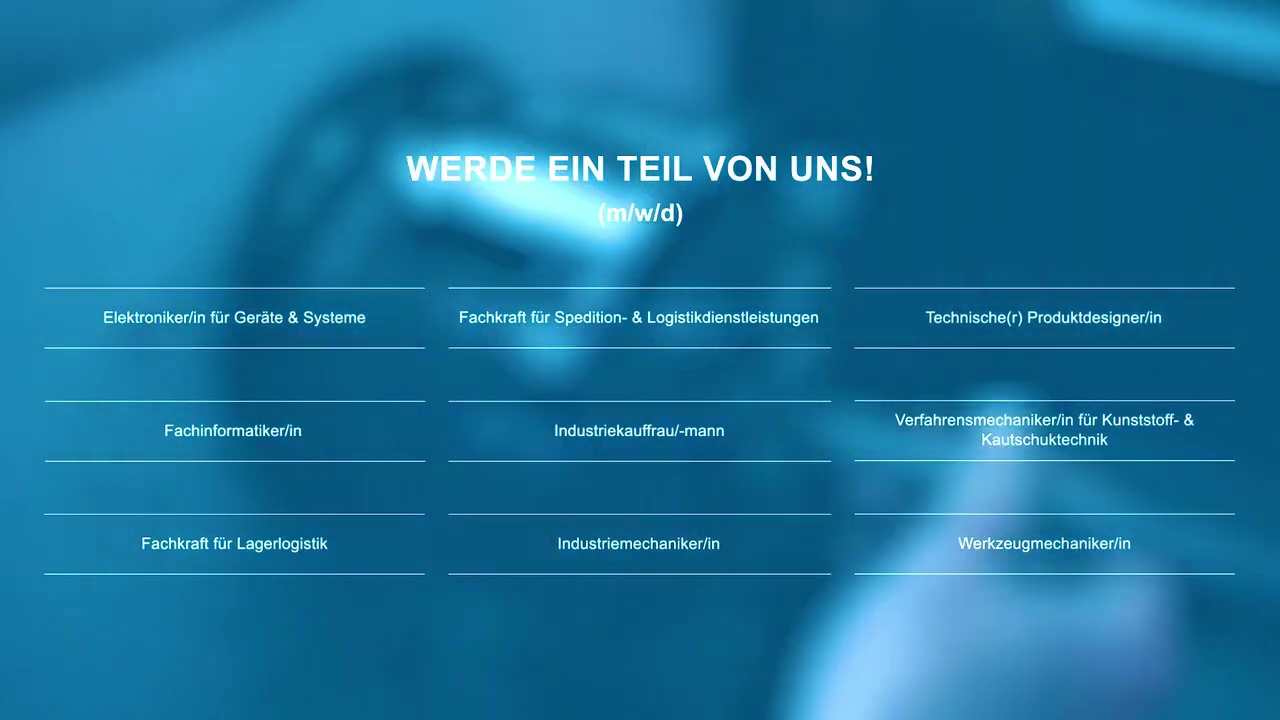 WERDE EIN TEIL VON UNS!
(m/w/d)
Elektroniker/in für Geräte & Systeme
Fachkraft für Spedition- & Logistikdienstleistungen
Technische(r) Produktdesigner/in
Fachinformatiker/in
Industriekauffrau/-mann
Verfahrensmechaniker/in für Kunststoff- &
Kautschuktechnik
Fachkraft für Lagerlogistik
Industriemechaniker/in
Werkzeugmechaniker/in